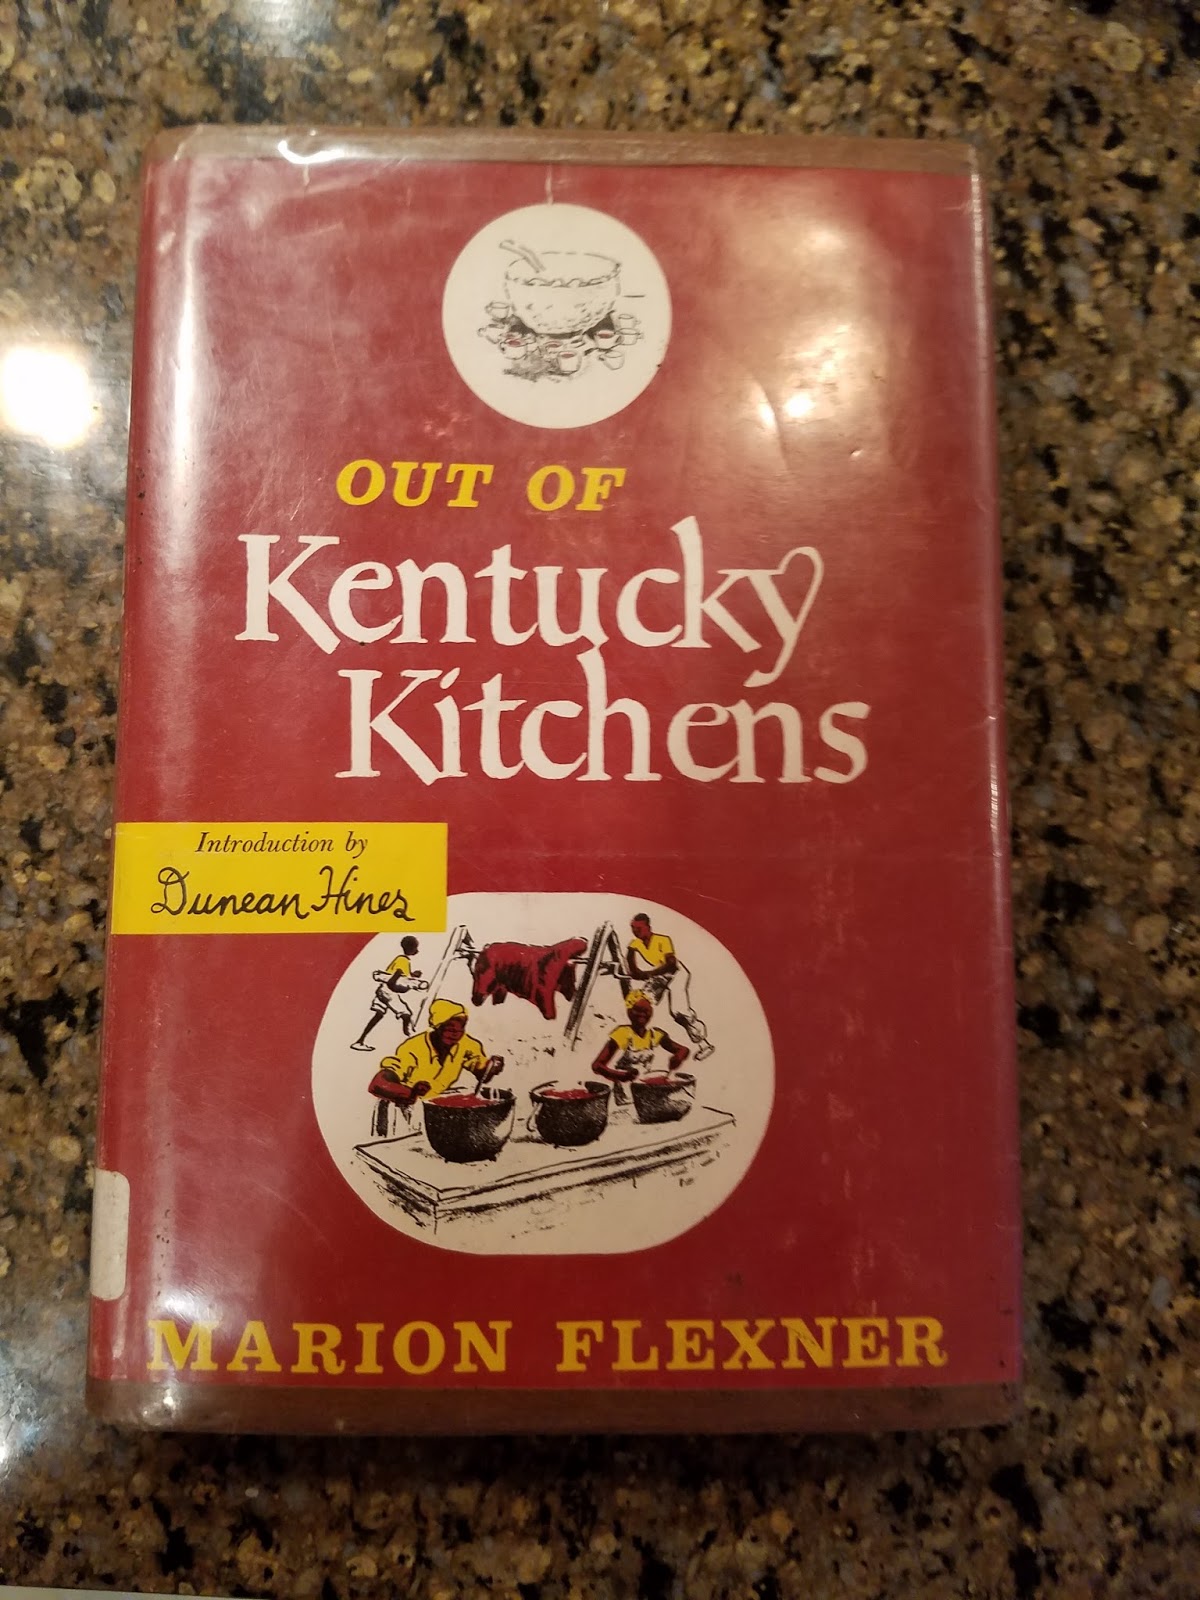 OUT OF
Kentucky
Kitchens
Introduction by
Duncan Hines
MARION FLEXNER